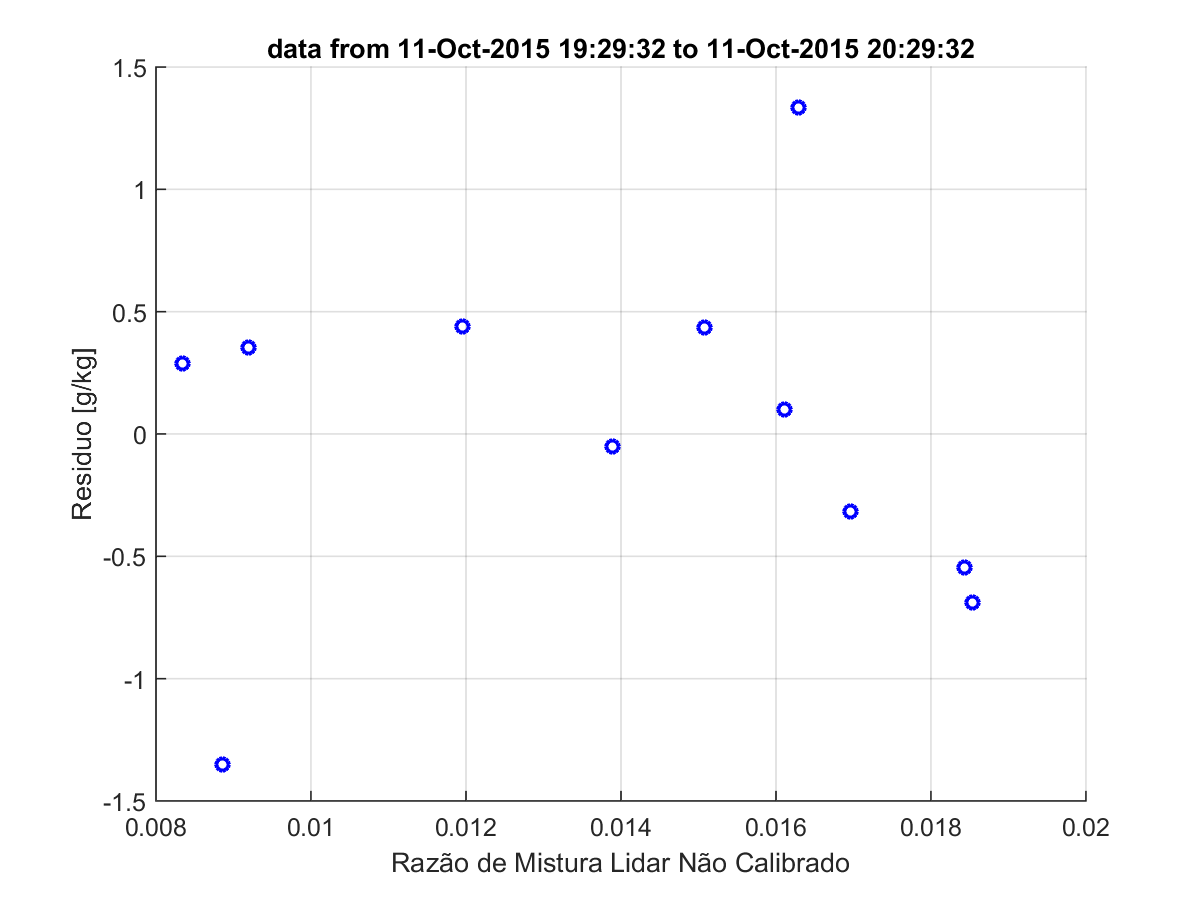 data from 11-Oct-2015 19:29:32 to 11-Oct-2015 20:29:32
1.5
1
0.5
0
-0.5
-1
-1.5
Residuo [g/kg]
0.008 0.01 0.012 0.014 0.016 0.018 0.02
Razão de Mistura Lidar Não Calibrado